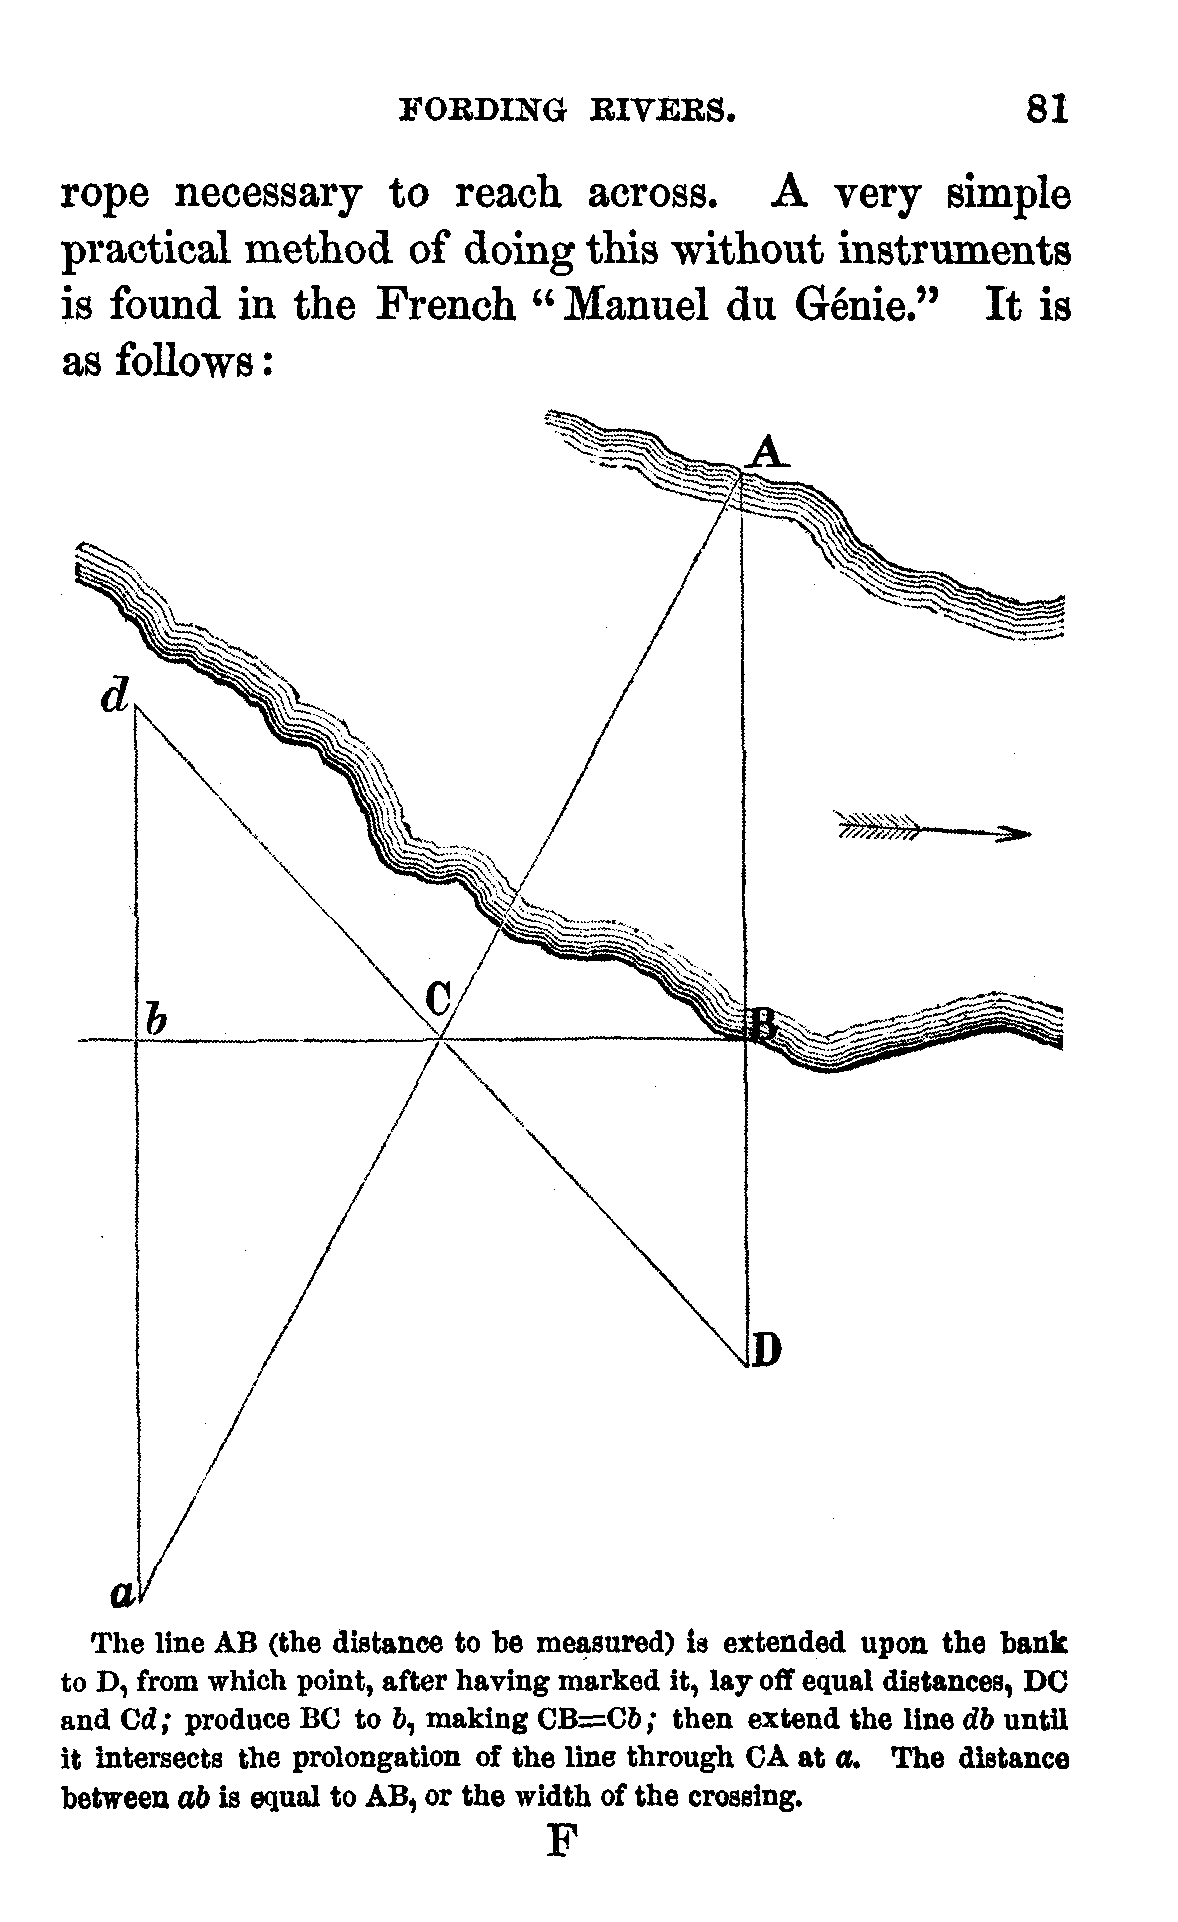 FORDING RIVERS. 81
rope necessary to reach across. A very simple
practical method of doing this without instruments
is found in the French “Manuel du Génie.” It is
as follows:
A
d
C
b
B
D
a
The line AB (the distance to be measured) is extended upon the bank
to D, from which point, after having marked it, lay off equal distances, DC
and Cd; produce BC to b, making CB=Cb; then extend the line db until
it intersects the prolongation of the line through CA at a. The distance
between ab is equal to AB, or the width of the crossing.
F